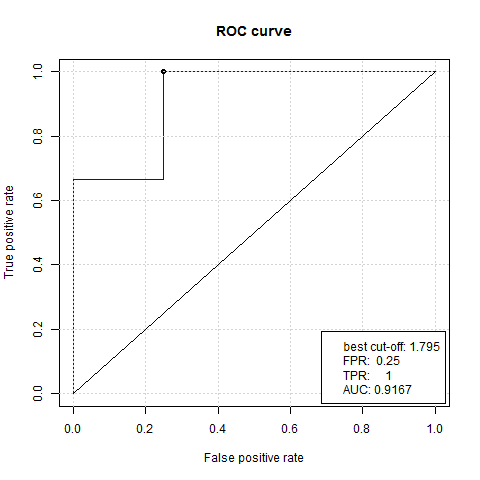 ROC curve
True positive rate
1.0
0.8
0.6
0.4
0.2
0.0
best cut-off: 1.795
FPR: 0.25
TPR: 1
AUC: 0.9167
0.0 0.2 0.4 0.6 0.8 1.0
False positive rate